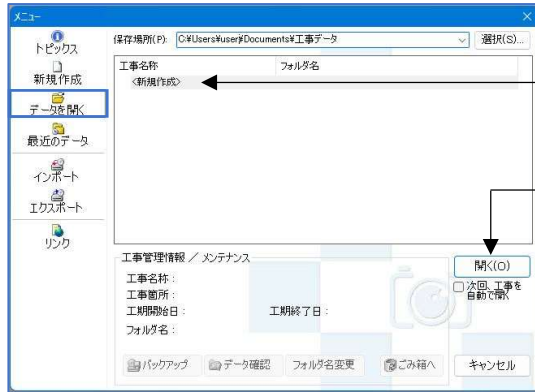 メニュー
トピックス
新規作成
データを開く
最近のデータ
インポート
エクスポート
リンク
保存場所(P): C:¥Users¥user¥Documents¥工事データ 選択(S)...
工事名称 フォルダ名
<新規作成>
工事管理情報 / メンテナンス
工事名称 :
工事箇所 :
工期開始日 : 工期終了日 :
フォルダ名 :
バックアップ データ確認 フォルダ名変更 ごみ箱へ
開く(O)
次回、工事を
自動で開く
キャンセル